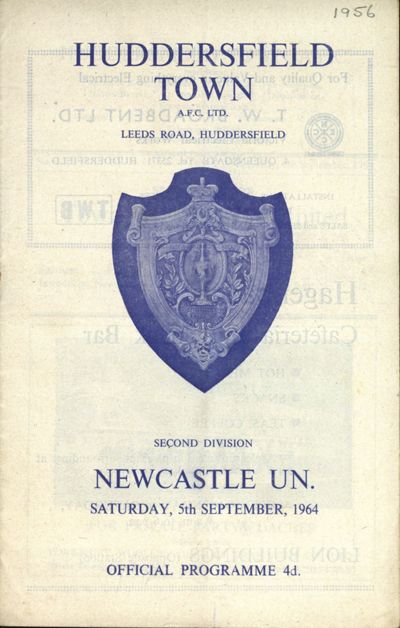 1956
HUDDERSFIELD
TOWN
A.F.C. LTD.
LEEDS ROAD, HUDDERSFIELD
SECOND DIVISION
NEWCASTLE UN.
SATURDAY, 5th SEPTEMBER, 1964
OFFICIAL PROGRAMME 4d.